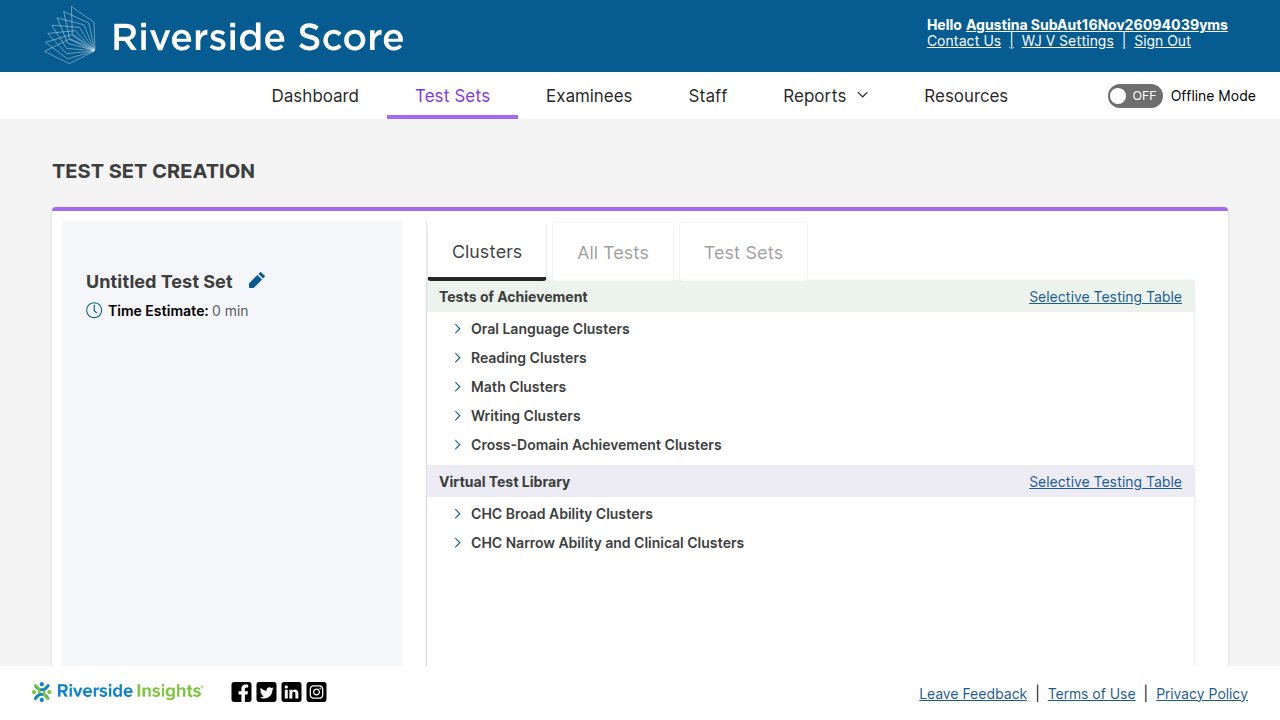 Riverside Score
Hello Agustina SubAut16Nov26094039yms
Contact Us | WJ V Settings | Sign Out
Dashboard
Test Sets
Examinees
Staff
Reports
Resources
OFF
Offline Mode
TEST SET CREATION
Untitled Test Set
Time Estimate: 0 min
Clusters
All Tests
Test Sets
Tests of Achievement
Selective Testing Table
Oral Language Clusters
Reading Clusters
Math Clusters
Writing Clusters
Cross-Domain Achievement Clusters
Virtual Test Library
Selective Testing Table
CHC Broad Ability Clusters
CHC Narrow Ability and Clinical Clusters
Riverside Insights
Leave Feedback | Terms of Use | Privacy Policy